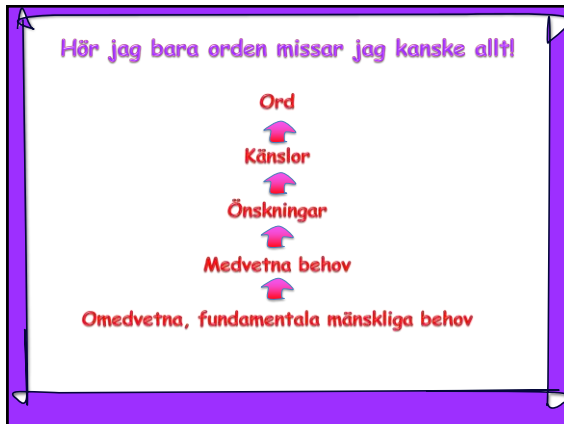 Hör jag bara orden missar jag kanske allt!
Ord
Känslor
Önskningar
Medvetna behov
Omedvetna, fundamentala mänskliga behov